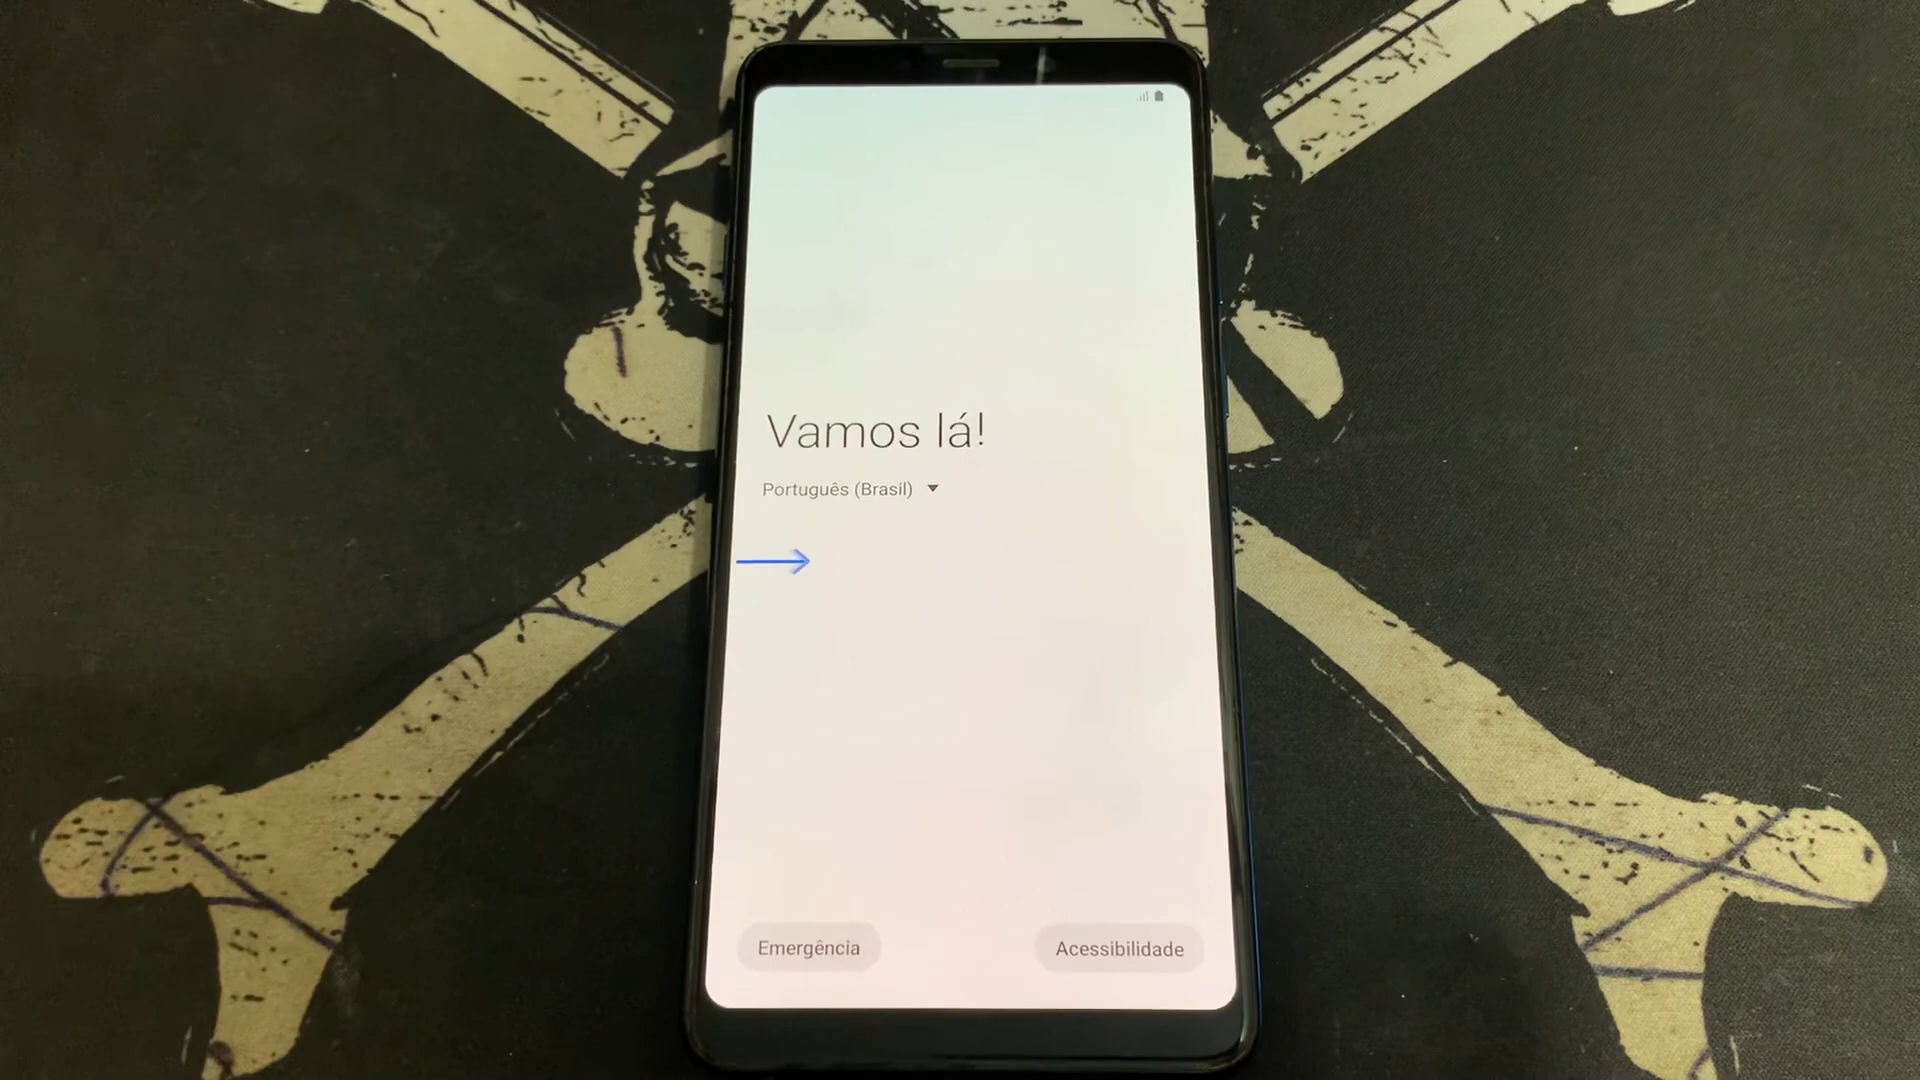 Vamos lá!
Português (Brasil)
Emergência
Acessibilidade